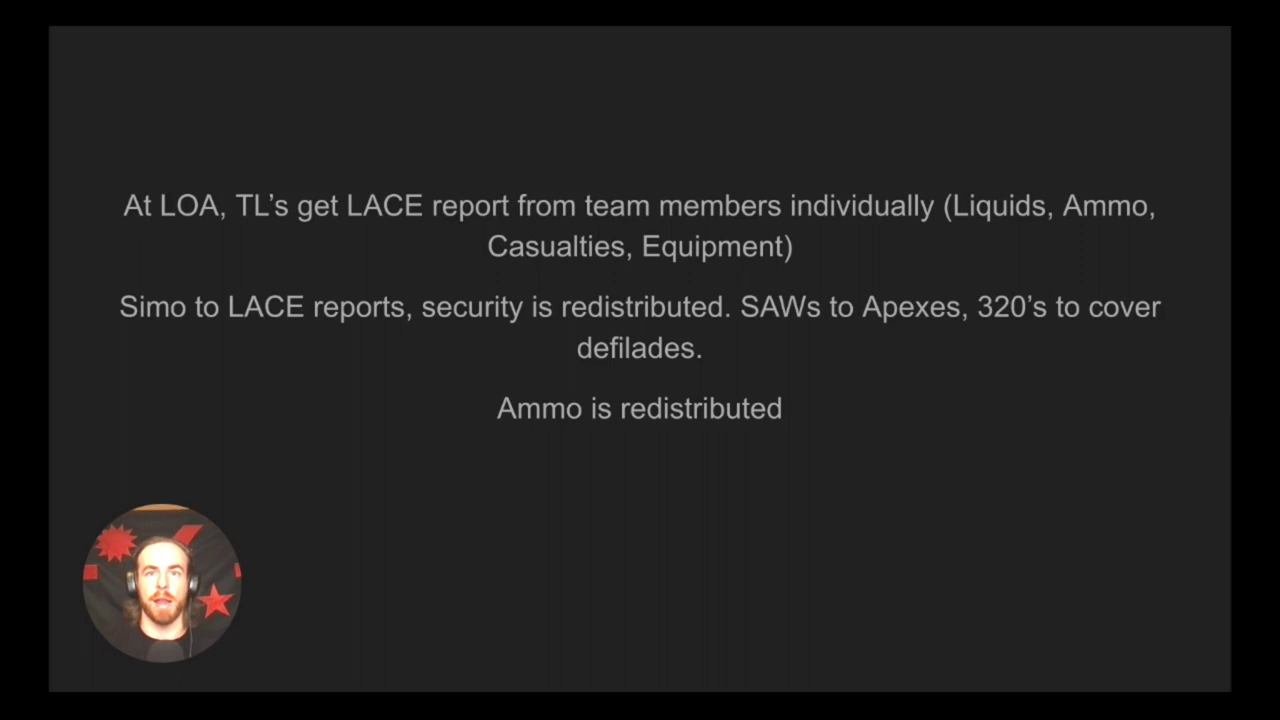 At LOA, TL’s get LACE report from team members individually (Liquids, Ammo,
Casualties, Equipment)
Simo to LACE reports, security is redistributed. SAWs to Apexes, 320’s to cover
defilades.
Ammo is redistributed